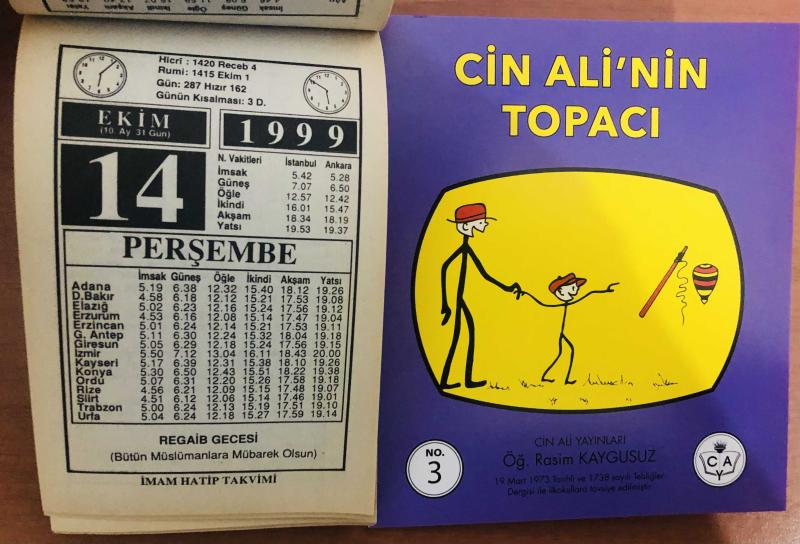 Hicrî : 1420 Receb 4
Rumi: 1415 Ekim 1
Gün: 287 Hızır 162
Günün Kısalması: 3 D.
EKİM
(10. Ay 31 Gün)
1999
14
N. Vakitleri İstanbul Ankara
İmsak 5.42 5.28
Güneş 7.07 6.50
Öğle 12.57 12.42
İkindi 16.01 15.47
Akşam 18.34 18.19
Yatsı 19.53 19.37
PERŞEMBE
İmsak Güneş Öğle İkindi Akşam Yatsı
Adana 5.19 6.38 12.32 15.40 18.12 19.26
D.Bakır 4.58 6.18 12.12 15.21 17.53 19.08
Elazığ 5.02 6.23 12.16 15.24 17.56 19.12
Erzurum 4.53 6.16 12.08 15.14 17.47 19.04
Erzincan 5.01 6.24 12.14 15.21 17.53 19.11
G. Antep 5.11 6.30 12.24 15.32 18.04 19.18
Giresun 5.05 6.29 12.18 15.24 17.56 19.15
İzmir 5.50 7.12 13.04 16.11 18.43 20.00
Kayseri 5.17 6.39 12.31 15.38 18.10 19.26
Konya 5.30 6.50 12.43 15.51 18.22 19.38
Ordu 5.07 6.31 12.20 15.26 17.58 19.18
Rize 4.56 6.21 12.09 15.15 17.48 19.07
Siirt 4.51 6.12 12.06 15.14 17.46 19.01
Trabzon 5.00 6.24 12.13 15.19 17.51 19.10
Urfa 5.04 6.24 12.18 15.27 17.59 19.14
REGAİB GECESİ
(Bütün Müslümanlara Mübarek Olsun)
İMAM HATİP TAKVİMİ
CİN ALİ'NİN
TOPACI
NO.
3
CİN ALİ YAYINLARI
Öğ. Rasim KAYGUSUZ
19 Mart 1973 Tarihli ve 1738 sayılı Tebliğler
Dergisi ile ilkokullara tavsiye edilmiştir.
C A
Y